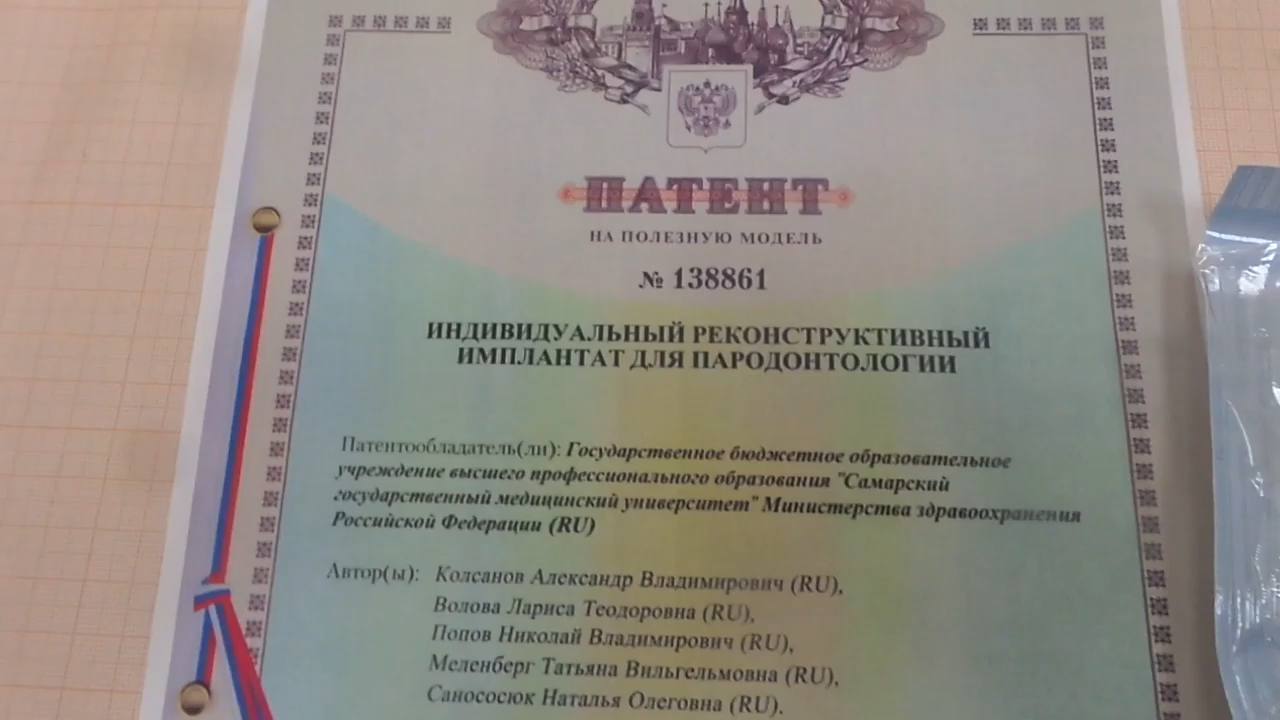 ПАТЕНТ
НА ПОЛЕЗНУЮ МОДЕЛЬ
№ 138861
ИНДИВИДУАЛЬНЫЙ РЕКОНСТРУКТИВНЫЙ
ИМПЛАНТАТ ДЛЯ ПАРОДОНТОЛОГИИ
Патентообладатель(ли): Государственное бюджетное образовательное
учреждение высшего профессионального образования "Самарский
государственный медицинский университет" Министерства здравоохранения
Российской Федерации (RU)
Автор(ы): Колсанов Александр Владимирович (RU),
Волова Лариса Теодоровна (RU),
Попов Николай Владимирович (RU),
Меленберг Татьяна Вильгельмовна (RU),
Саносоcюк Наталья Олеговна (RU).